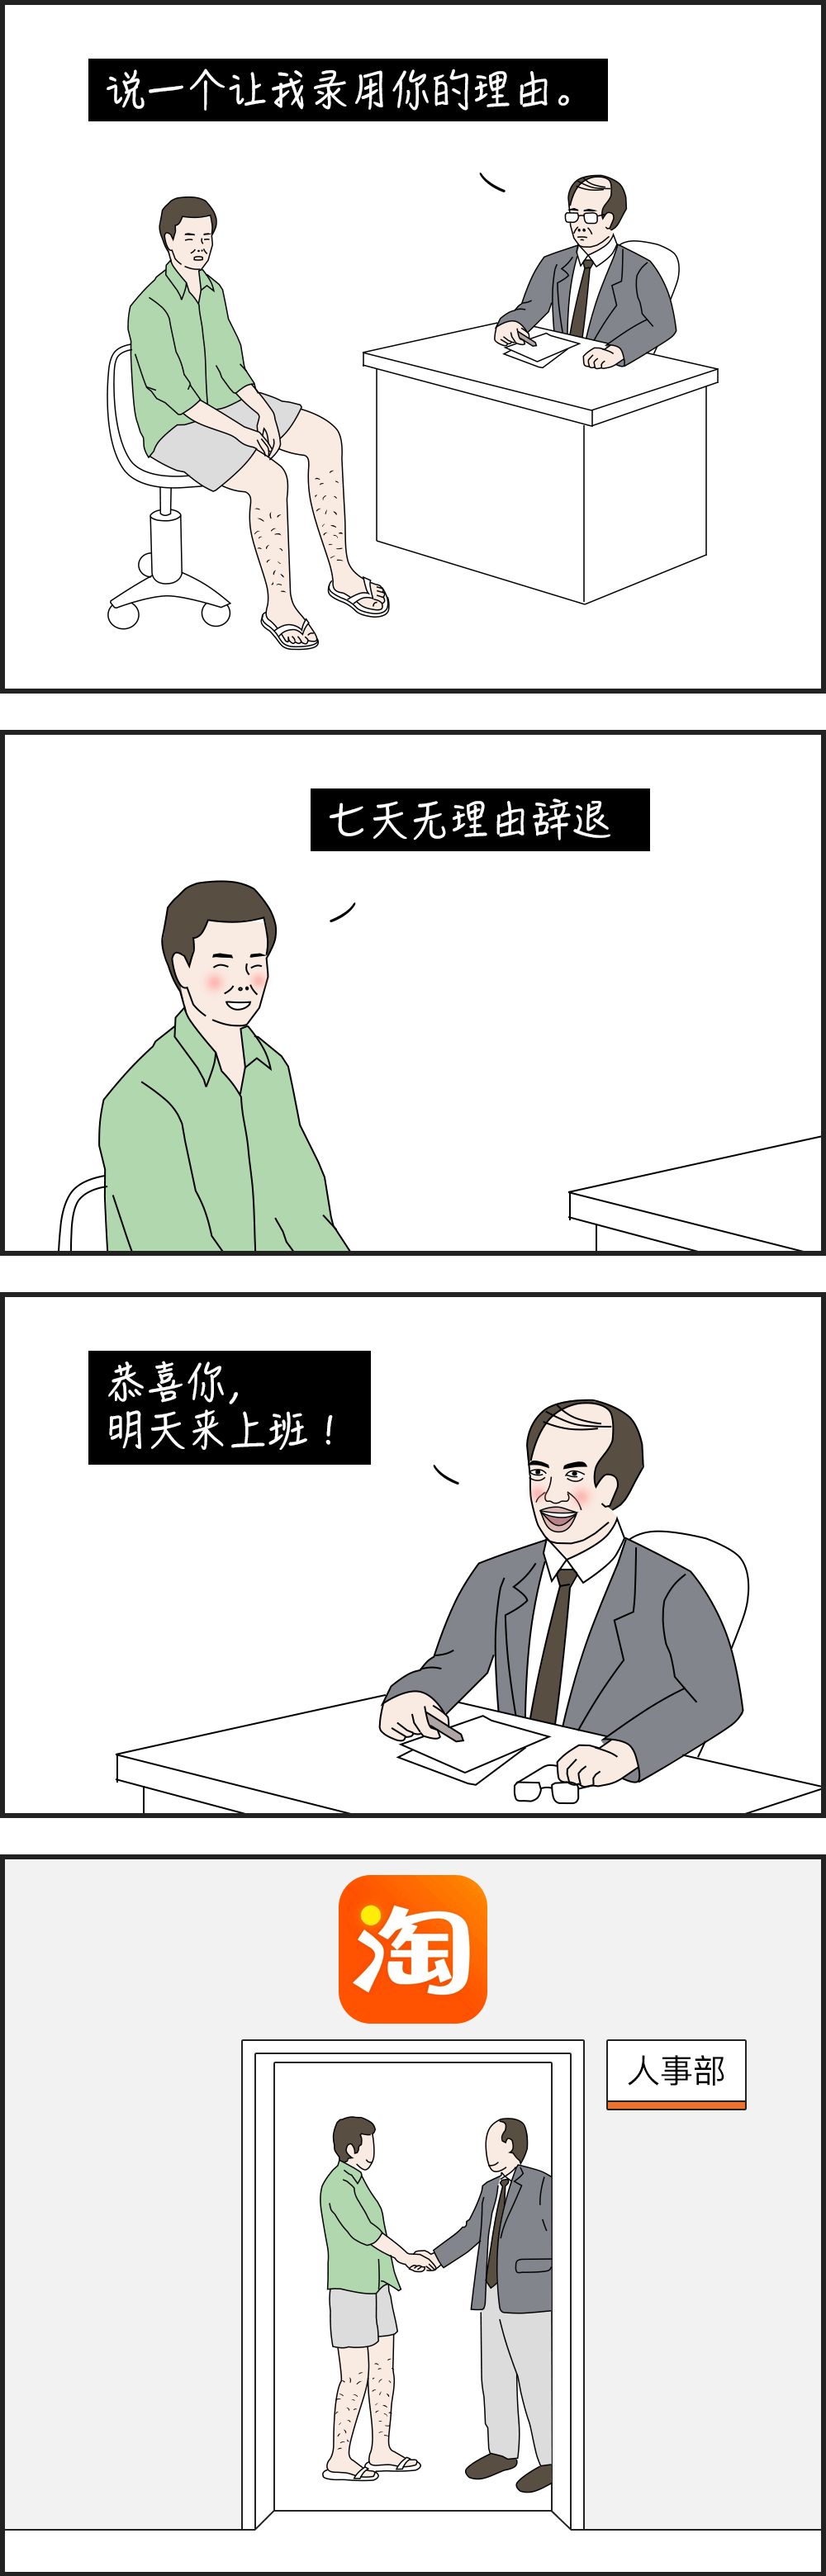 说一个让我录用你的理由。
七天无理由辞退
恭喜你,
明天来上班！
淘
人事部